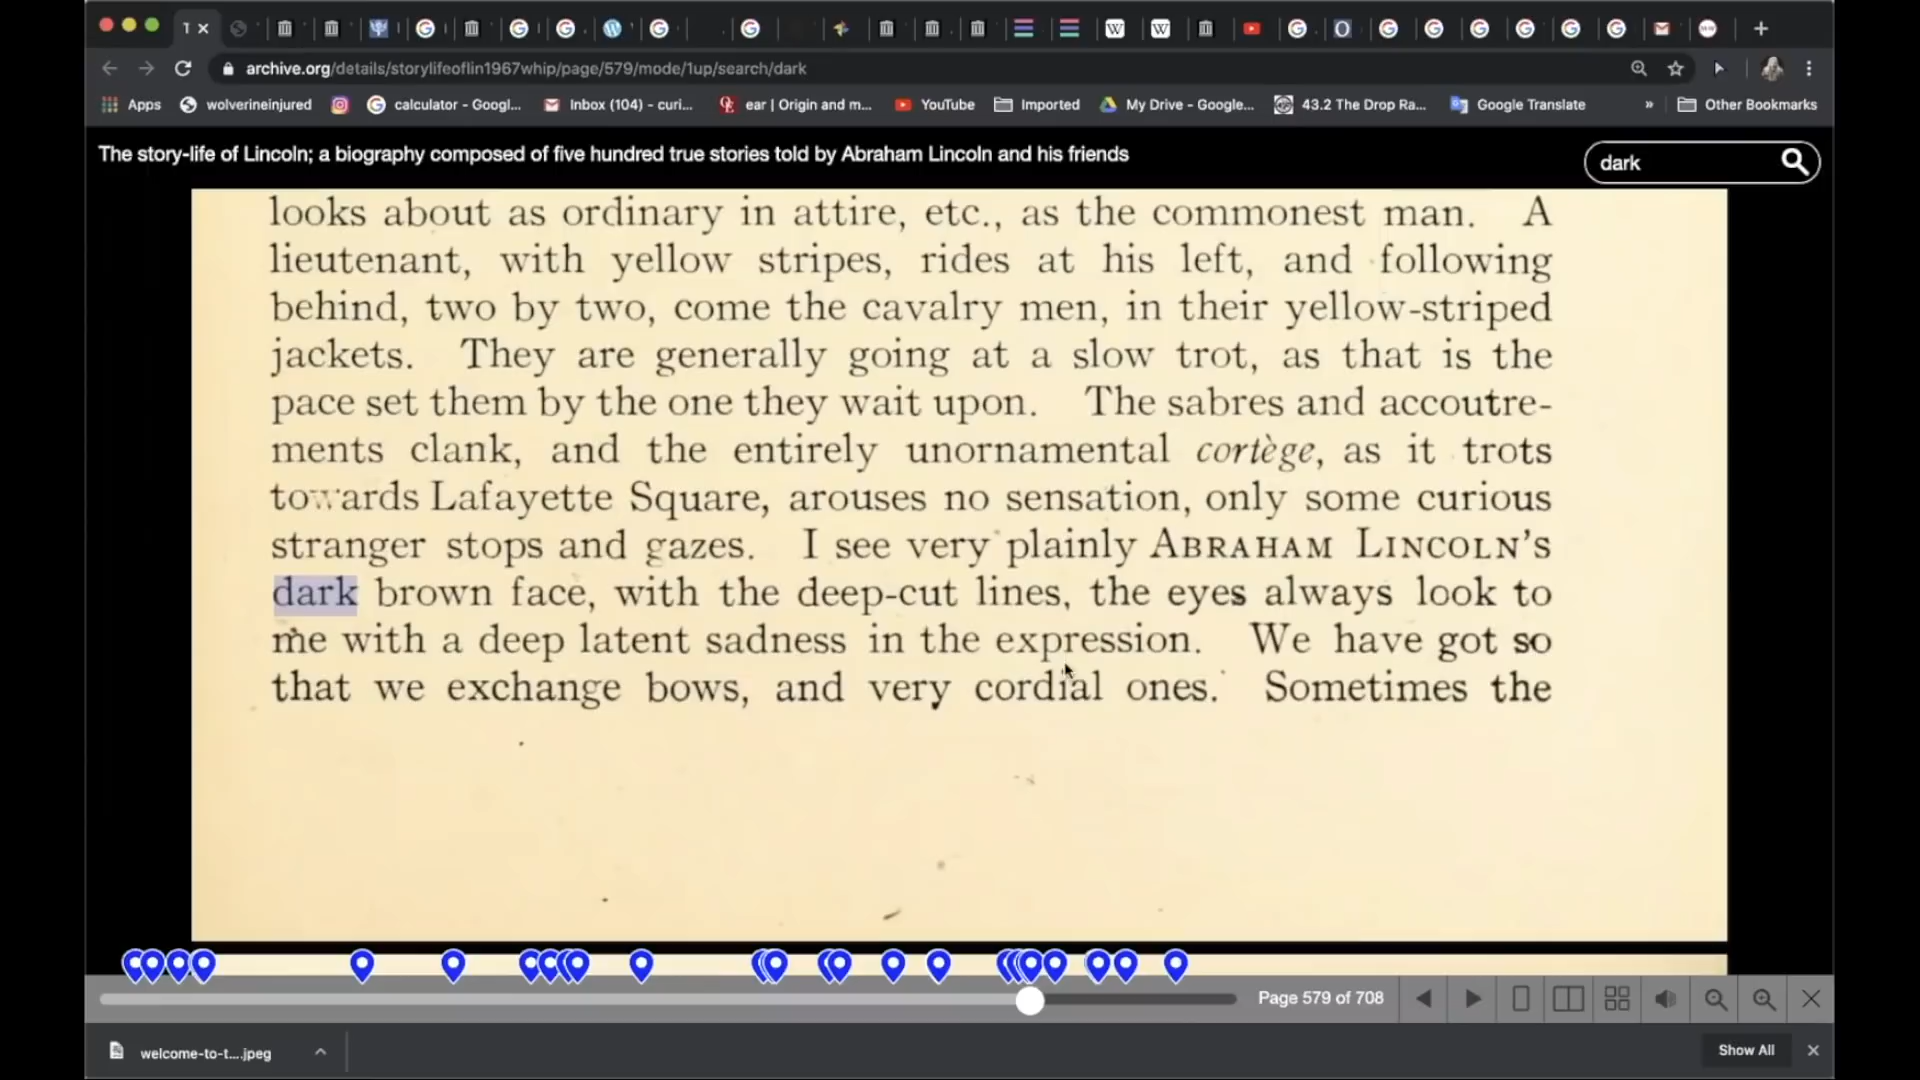 archive.org/details/storylifeoflin1967whip/page/579/mode/1up/search/dark
Apps wolverineinjured calculator - Googl... Inbox (104) - curi... ear | Origin and m... YouTube Imported My Drive - Google... 43.2 The Drop Ra... Google Translate » Other Bookmarks
The story-life of Lincoln; a biography composed of five hundred true stories told by Abraham Lincoln and his friends
dark
looks about as ordinary in attire, etc., as the commonest man. A
lieutenant, with yellow stripes, rides at his left, and following
behind, two by two, come the cavalry men, in their yellow-striped
jackets. They are generally going at a slow trot, as that is the
pace set them by the one they wait upon. The sabres and accoutre-
ments clank, and the entirely unornamental cortège, as it trots
towards Lafayette Square, arouses no sensation, only some curious
stranger stops and gazes. I see very plainly ABRAHAM LINCOLN'S
dark brown face, with the deep-cut lines, the eyes always look to
me with a deep latent sadness in the expression. We have got so
that we exchange bows, and very cordial ones. Sometimes the
Page 579 of 708
welcome-to-t....jpeg
Show All